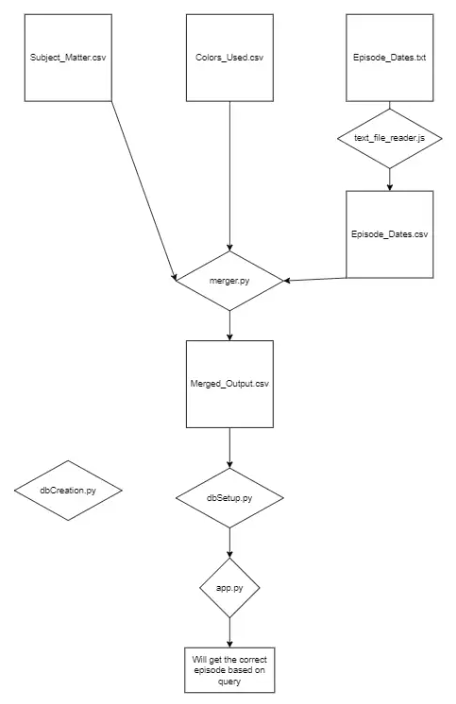 Subject_Matter.csv
Colors_Used.csv
Episode_Dates.txt
text_file_reader.js
Episode_Dates.csv
merger.py
Merged_Output.csv
dbCreation.py
dbSetup.py
app.py
Will get the correct
episode based on
query